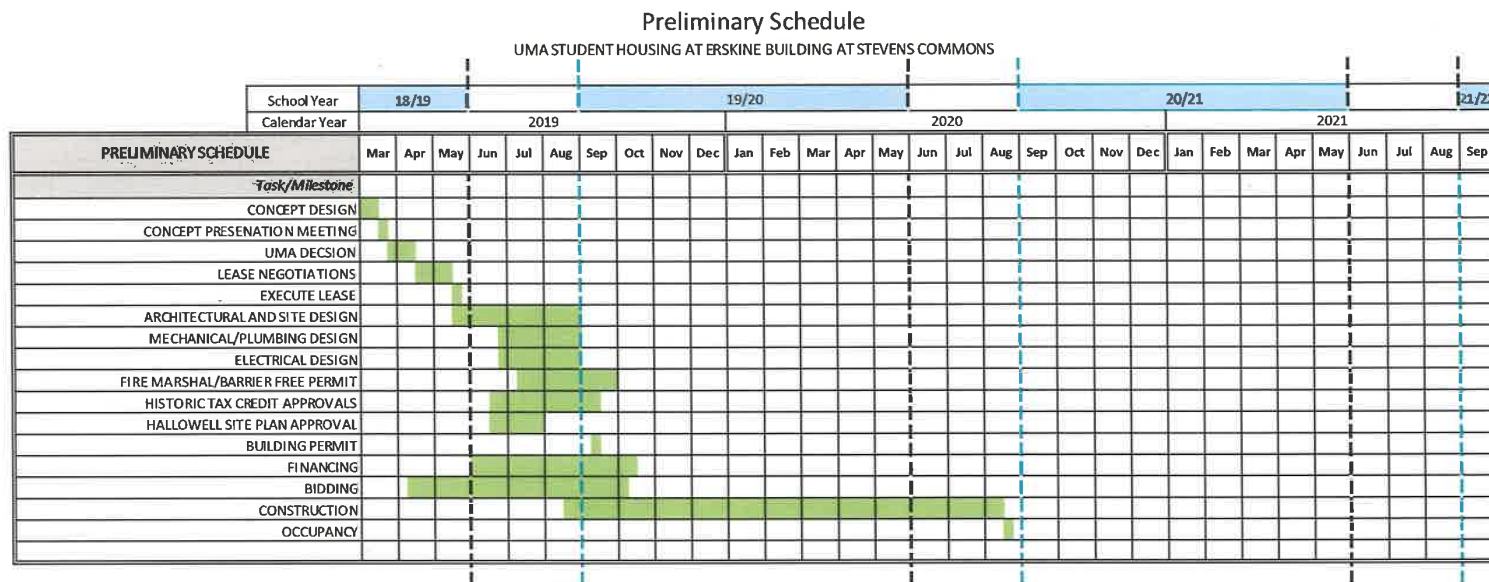 Preliminary Schedule
UMA STUDENT HOUSING AT ERSKINE BUILDING AT STEVENS COMMONS
School Year 18/19 19/20 20/21 21/22
Calendar Year 2019 2020 2021
PRELIMINARY SCHEDULE Mar Apr May Jun Jul Aug Sep Oct Nov Dec Jan Feb Mar Apr May Jun Jul Aug Sep Oct Nov Dec Jan Feb Mar Apr May Jun Jul Aug Sep
Task/Milestone
CONCEPT DESIGN
CONCEPT PRESENATION MEETING
UMA DECSION
LEASE NEGOTIATIONS
EXECUTE LEASE
ARCHITECTURAL AND SITE DESIGN
MECHANICAL/PLUMBING DESIGN
ELECTRICAL DESIGN
FIRE MARSHAL/BARRIER FREE PERMIT
HISTORIC TAX CREDIT APPROVALS
HALLOWELL SITE PLAN APPROVAL
BUILDING PERMIT
FINANCING
BIDDING
CONSTRUCTION
OCCUPANCY